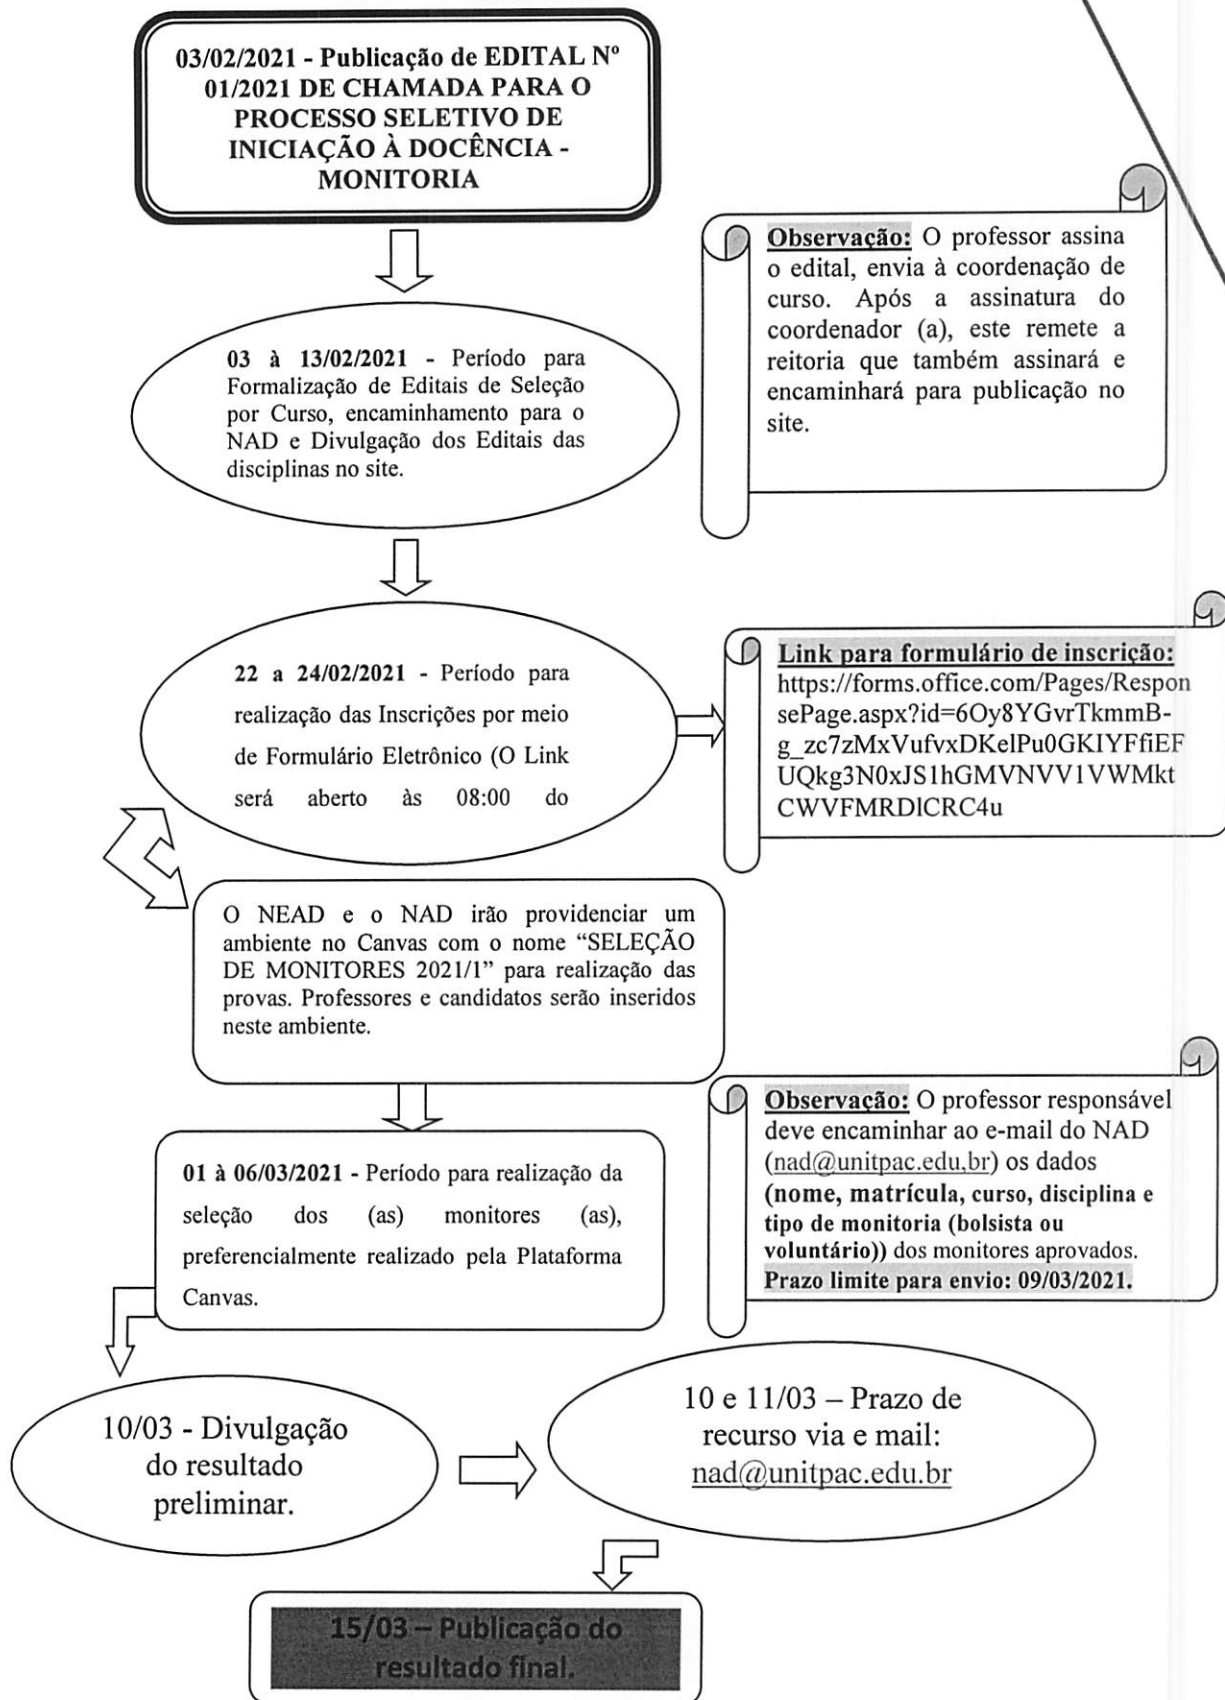 03/02/2021 - Publicação de EDITAL Nº
01/2021 DE CHAMADA PARA O
PROCESSO SELETIVO DE
INICIAÇÃO À DOCÊNCIA -
MONITORIA
Observação: O professor assina
o edital, envia à coordenação de
curso. Após a assinatura do
coordenador (a), este remete a
reitoria que também assinará e
encaminhará para publicação no
site.
03 à 13/02/2021 - Período para
Formalização de Editais de Seleção
por Curso, encaminhamento para o
NAD e Divulgação dos Editais das
disciplinas no site.
22 a 24/02/2021 - Período para
realização das Inscrições por meio
de Formulário Eletrônico (O Link
será aberto às 08:00 do
Link para formulário de inscrição:
https://forms.office.com/Pages/Respon
sePage.aspx?id=6Oy8YGvrTkmmB-
g_zc7zMxVufvxDKelPu0GKIYFfiEF
UQkg3N0xJS1hGMVNVV1VWMkt
CWVFMRDlCRC4u
O NEAD e o NAD irão providenciar um
ambiente no Canvas com o nome “SELEÇÃO
DE MONITORES 2021/1” para realização das
provas. Professores e candidatos serão inseridos
neste ambiente.
01 à 06/03/2021 - Período para realização da
seleção dos (as) monitores (as),
preferencialmente realizado pela Plataforma
Canvas.
Observação: O professor responsável
deve encaminhar ao e-mail do NAD
(nad@unitpac.edu.br) os dados
(nome, matrícula, curso, disciplina e
tipo de monitoria (bolsista ou
voluntário)) dos monitores aprovados.
Prazo limite para envio: 09/03/2021.
10/03 - Divulgação
do resultado
preliminar.
10 e 11/03 – Prazo de
recurso via e mail:
nad@unitpac.edu.br
15/03 – Publicação do
resultado final.